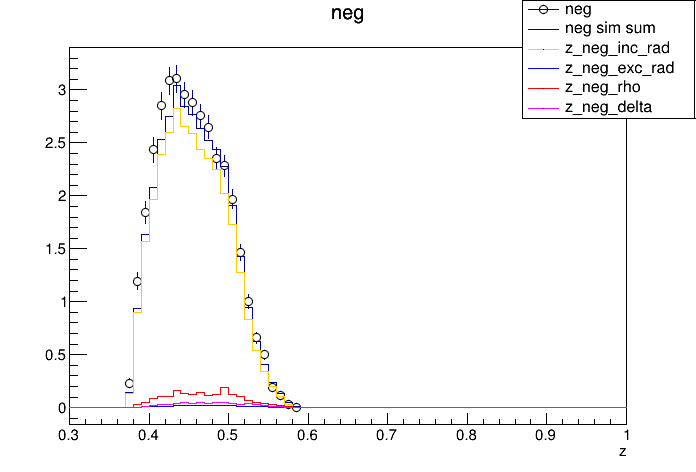 neg
neg
neg sim sum
z_neg_inc_rad
z_neg_exc_rad
z_neg_rho
z_neg_delta
3
2.5
2
1.5
1
0.5
0
0.3 0.4 0.5 0.6 0.7 0.8 0.9 1
z